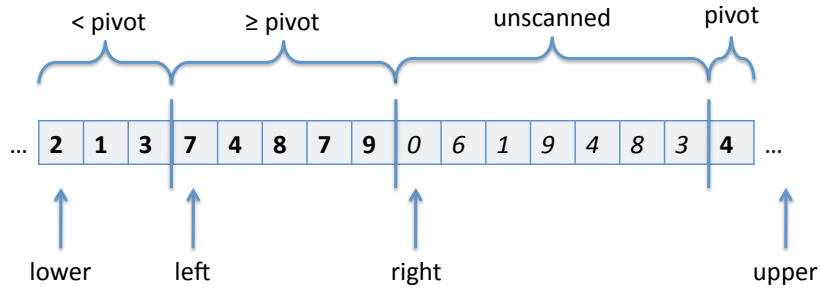 < pivot ≥ pivot unscanned pivot
... 2 1 3 7 4 8 7 9 0 6 1 9 4 8 3 4 ...
lower left right upper